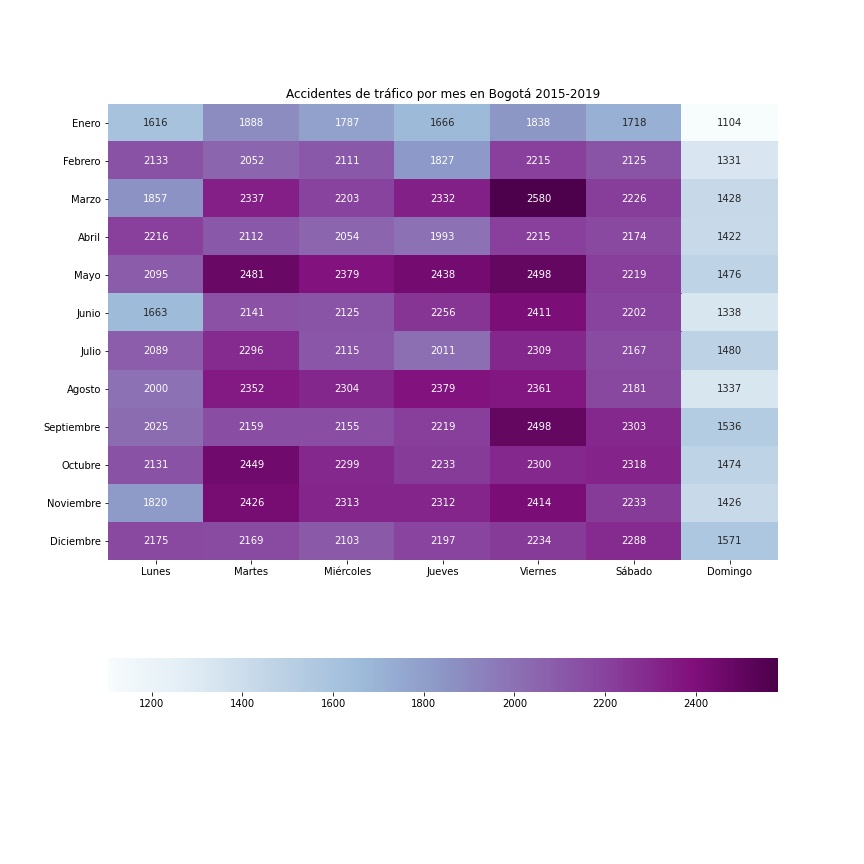 Accidentes de tráfico por mes en Bogotá 2015-2019
Enero 1616 1888 1787 1666 1838 1718 1104
Febrero 2133 2052 2111 1827 2215 2125 1331
Marzo 1857 2337 2203 2332 2580 2226 1428
Abril 2216 2112 2054 1993 2215 2174 1422
Mayo 2095 2481 2379 2438 2498 2219 1476
Junio 1663 2141 2125 2256 2411 2202 1338
Julio 2089 2296 2115 2011 2309 2167 1480
Agosto 2000 2352 2304 2379 2361 2181 1337
Septiembre 2025 2159 2155 2219 2498 2303 1536
Octubre 2131 2449 2299 2233 2300 2318 1474
Noviembre 1820 2426 2313 2312 2414 2233 1426
Diciembre 2175 2169 2103 2197 2234 2288 1571
Lunes Martes Miércoles Jueves Viernes Sábado Domingo
1200 1400 1600 1800 2000 2200 2400